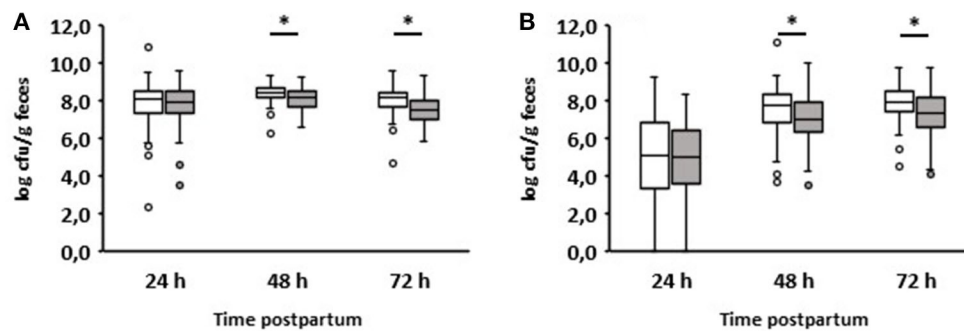 A
12,0
10,0
8,0
6,0
4,0
2,0
0,0
log cfu/g feces
* *
24 h 48 h 72 h
Time postpartum
B
12,0
10,0
8,0
6,0
4,0
2,0
0,0
log cfu/g feces
* *
24 h 48 h 72 h
Time postpartum